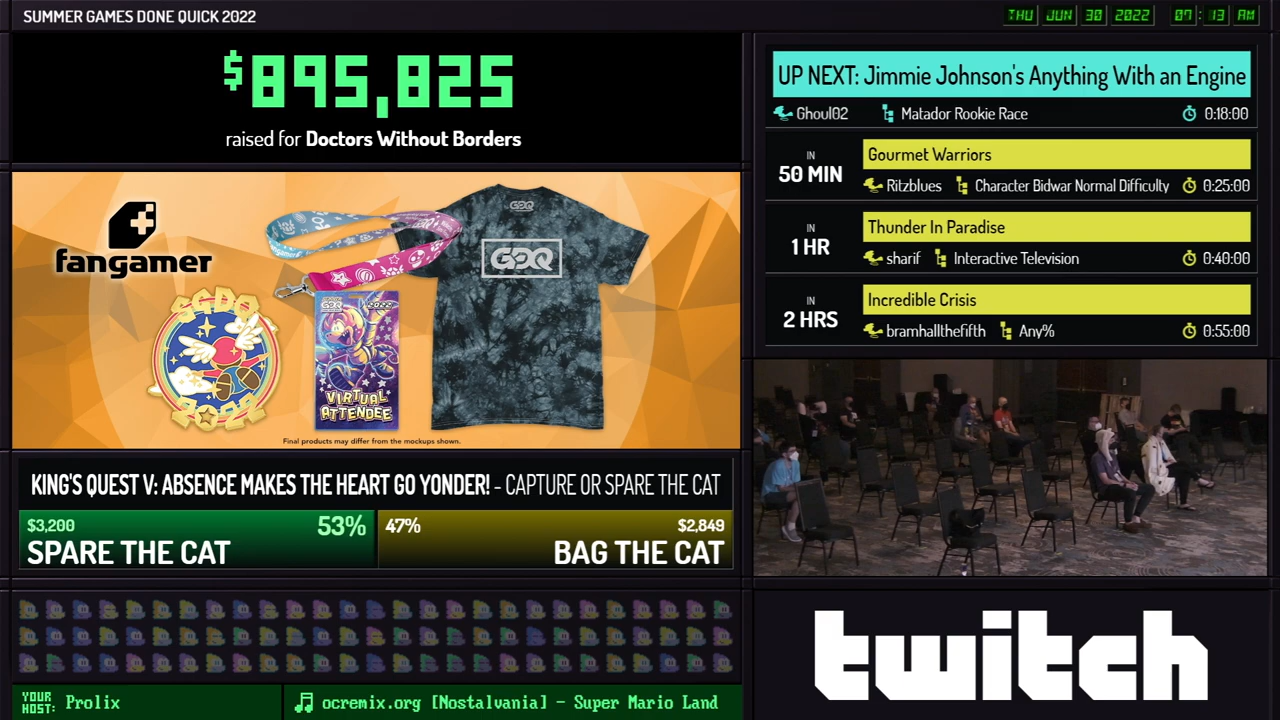 SUMMER GAMES DONE QUICK 2022
THU JUN 30 2022 07:13 AM
$895,825
raised for Doctors Without Borders
fangamer
SGDQ
2022
GDQ
2022
VIRTUAL
ATTENDEE
GDQ
GDQ
Final products may differ from the mockups shown.
KING'S QUEST V: ABSENCE MAKES THE HEART GO YONDER! - CAPTURE OR SPARE THE CAT
$3,200 53%
SPARE THE CAT
47% $2,849
BAG THE CAT
YOUR
HOST: Prolix
ocremix.org [Nostalvania] - Super Mario Land
UP NEXT: Jimmie Johnson's Anything With an Engine
Ghoul02 Matador Rookie Race 0:18:00
IN
50 MIN
Gourmet Warriors
Ritzblues Character Bidwar Normal Difficulty 0:25:00
IN
1 HR
Thunder In Paradise
sharif Interactive Television 0:40:00
IN
2 HRS
Incredible Crisis
bramhallthefifth Any% 0:55:00
twitch